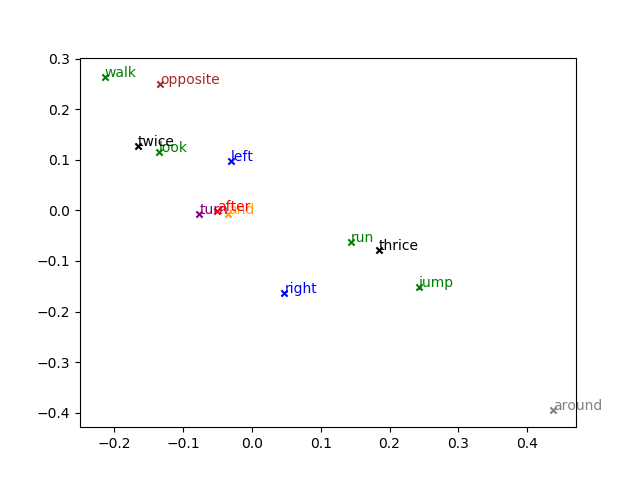 0.3
0.2
0.1
0.0
−0.1
−0.2
−0.3
−0.4
−0.2
−0.1
0.0
0.1
0.2
0.3
0.4
walk
opposite
twice
look
left
turn
after
and
run
thrice
right
jump
around